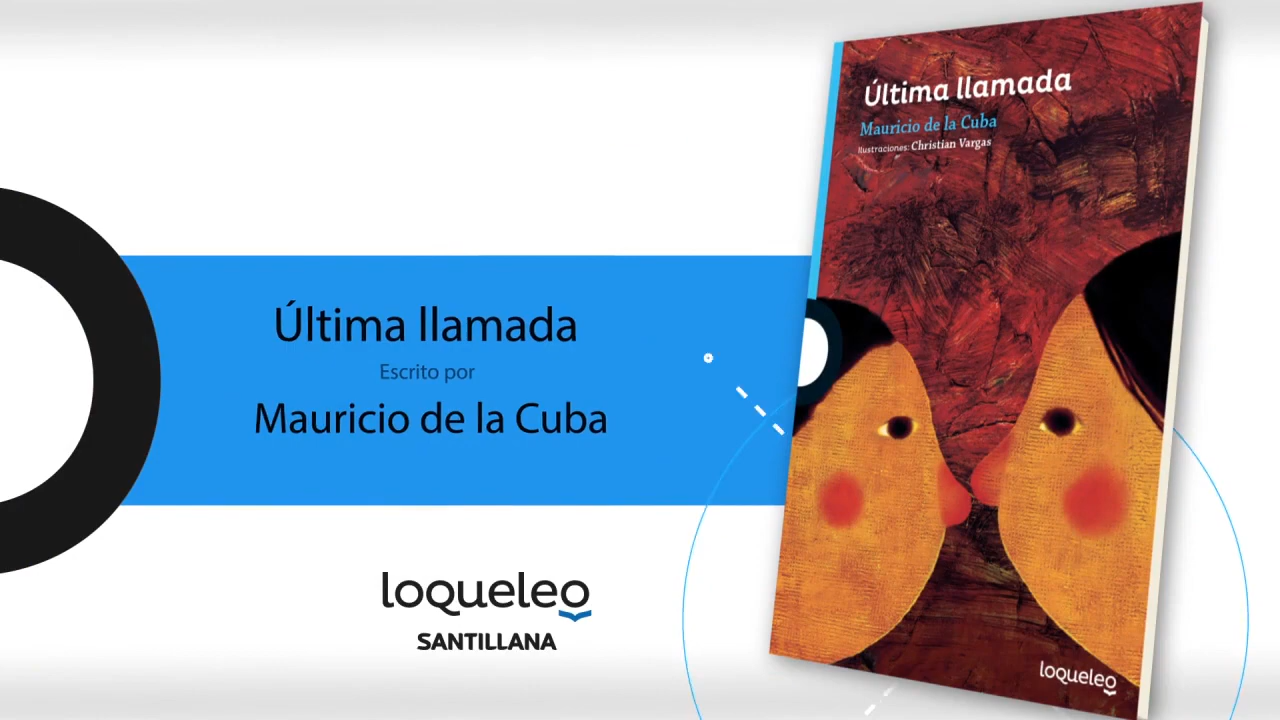 Última llamada
Escrito por
Mauricio de la Cuba
loqueleo
SANTILLANA
Última llamada
Mauricio de la Cuba
Ilustraciones: Christian Vargas
loqueleo